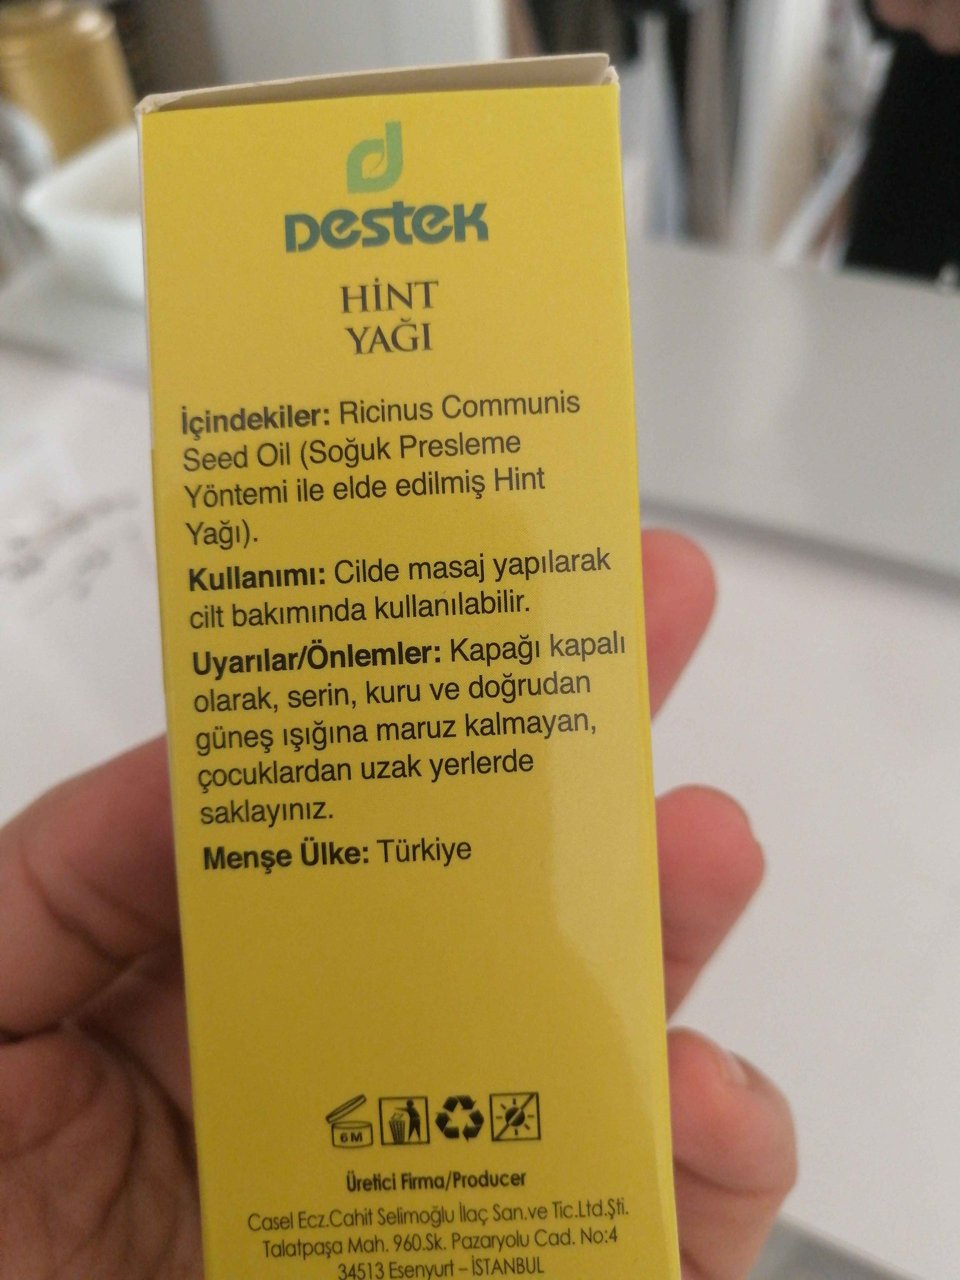 Destek
HİNT
YAĞI
İçindekiler: Ricinus Communis
Seed Oil (Soğuk Presleme
Yöntemi ile elde edilmiş Hint
Yağı).
Kullanımı: Cilde masaj yapılarak
cilt bakımında kullanılabilir.
Uyarılar/Önlemler: Kapağı kapalı
olarak, serin, kuru ve doğrudan
güneş ışığına maruz kalmayan,
çocuklardan uzak yerlerde
saklayınız.
Menşe Ülke: Türkiye
6M
Üretici Firma/Producer
Casel Ecz.Cahit Selimoğlu İlaç San.ve Tic.Ltd.Şti.
Talatpaşa Mah. 960.Sk. Pazaryolu Cad. No:4
34513 Esenyurt – İSTANBUL